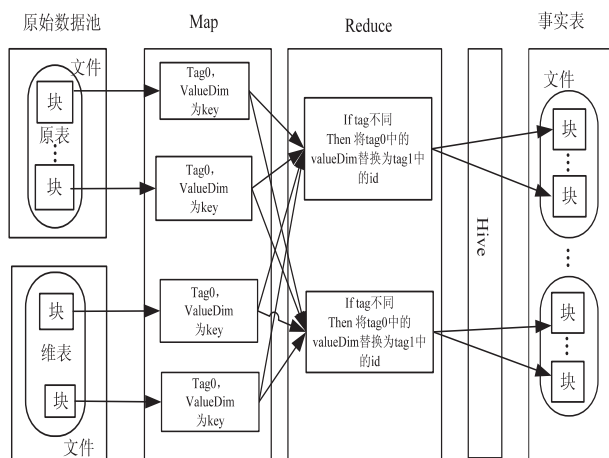 原始数据池
Map
Reduce
事实表
文件
块
原表
块
Tag0,
ValueDim
为key
Tag0,
ValueDim
为key
If tag不同
Then 将tag0中的
valueDim替换为tag1中
的id
Hive
文件
块
块
块
维表
块
文件
Tag0,
ValueDim
为key
Tag0,
ValueDim
为key
If tag不同
Then 将tag0中的
valueDim替换为tag1中
的id
块
块